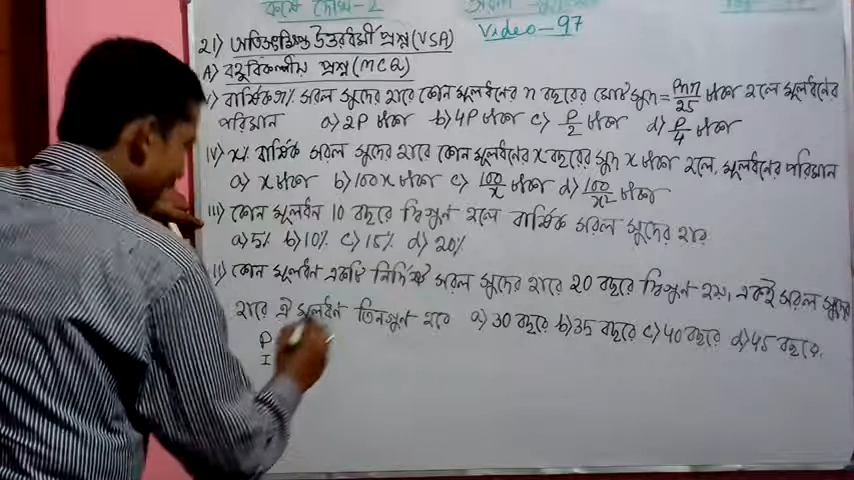 কষে দেখি-2
Video-97
21) অতিসংক্ষিপ্ত উত্তরধর্মী প্রশ্ন (VSA)
A) বহুবিকল্পীয় প্রশ্ন (MCQ)
বার্ষিক r% সরল সুদের হারে কোন মূলধনের n বছরের মোট সুদ = Pnr/25 টাকা হলে মূলধনের
পরিমান a) 2P টাকা b) 4P টাকা c) P/2 টাকা d) P/4 টাকা
iv) x% বার্ষিক সরল সুদের হারে কোন মূলধনের x বছরের সুদ x টাকা হলে, মূলধনের পরিমান
a) x টাকা b) 100x টাকা c) 100/x টাকা d) 100/x² টাকা
iii) কোন মূলধন 10 বছরে দ্বিগুন হলে বার্ষিক সরল সুদের হার
a) 5% b) 10% c) 15% d) 20%
ii) কোন মূলধন একটি নির্দিষ্ট সরল সুদের হারে 20 বছরে দ্বিগুন হয়, একই সরল সুদের
হারে ঐ মূলধন তিনগুন হবে a) 30 বছরে b) 35 বছরে c) 40 বছরে d) 45 বছরে.
P
I